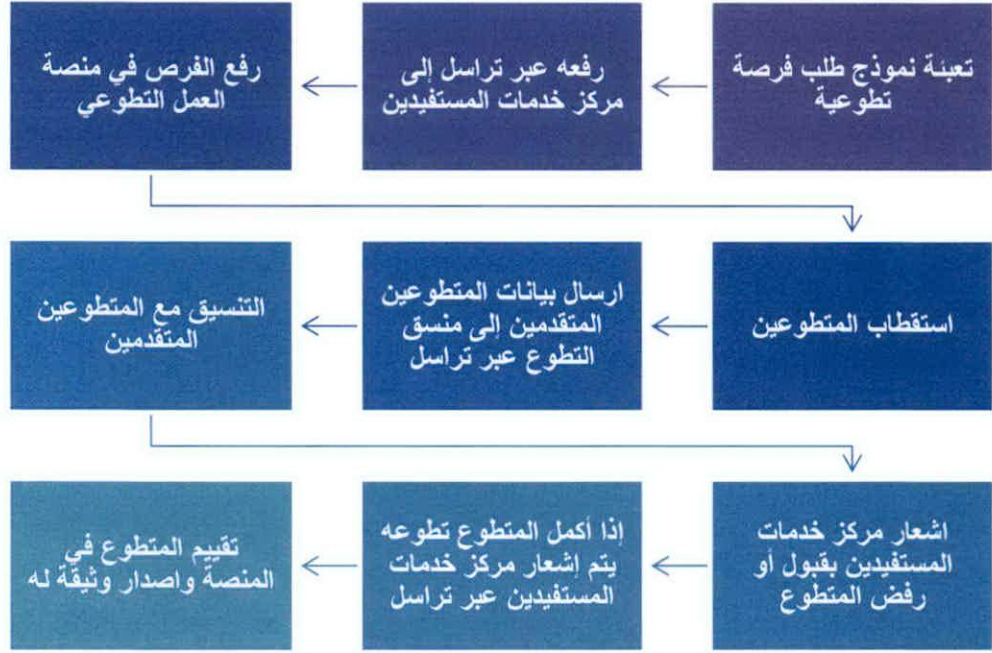 تعبئة نموذج طلب فرصة
تطوعية
رفعه عبر تراسل إلى
مركز خدمات المستفيدين
رفع الفرص في منصة
العمل التطوعي
استقطاب المتطوعين
ارسال بيانات المتطوعين
المتقدمين إلى منسق
التطوع عبر تراسل
التنسيق مع المتطوعين
المتقدمين
اشعار مركز خدمات
المستفيدين بقبول أو
رفض المتطوع
إذا أكمل المتطوع تطوعه
يتم إشعار مركز خدمات
المستفيدين عبر تراسل
تقييم المتطوع في
المنصة واصدار وثيقة له